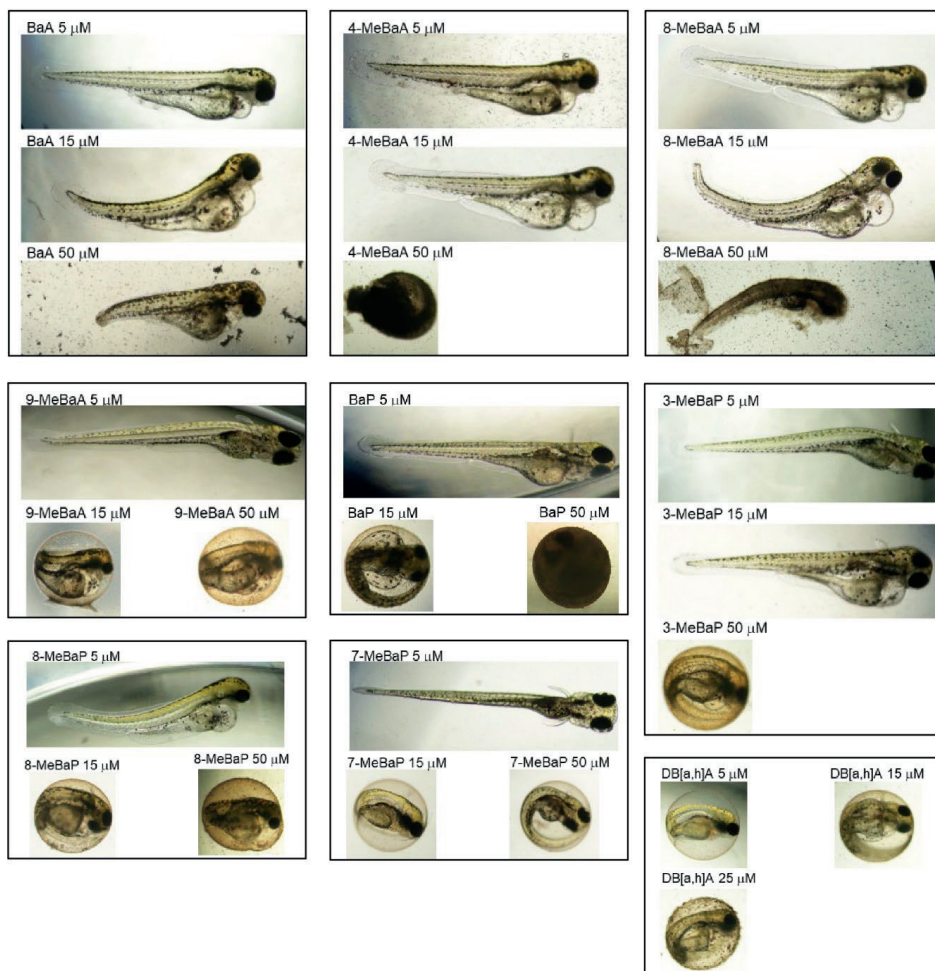 BaA 5 μM
BaA 15 μM
BaA 50 μM
4-MeBaA 5 μM
4-MeBaA 15 μM
4-MeBaA 50 μM
8-MeBaA 5 μM
8-MeBaA 15 μM
8-MeBaA 50 μM
9-MeBaA 5 μM
9-MeBaA 15 μM 9-MeBaA 50 μM
BaP 5 μM
BaP 15 μM BaP 50 μM
3-MeBaP 5 μM
3-MeBaP 15 μM
3-MeBaP 50 μM
8-MeBaP 5 μM
8-MeBaP 15 μM 8-MeBaP 50 μM
7-MeBaP 5 μM
7-MeBaP 15 μM 7-MeBaP 50 μM
DB[a,h]A 5 μM DB[a,h]A 15 μM
DB[a,h]A 25 μM